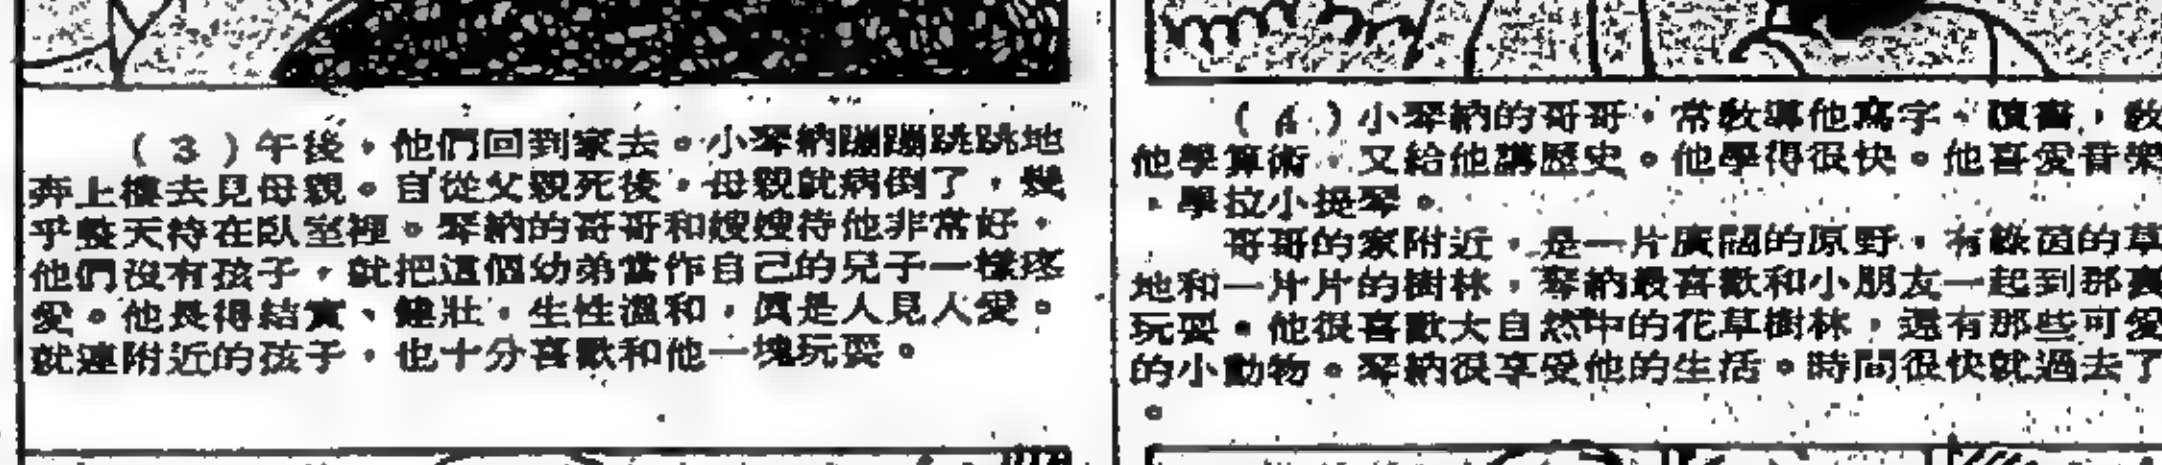 (3)午後，他們回到家去。小琴納蹦蹦跳跳地
奔上樓去見母親。自從父親死後，母親就病倒了，幾
乎整天待在臥室裡。琴納的哥哥和嫂嫂待他非常好，
他們沒有孩子，就把這個幼弟當作自己的兒子一樣疼
愛。他長得結實、健壯，生性溫和，真是人見人愛。
就連附近的孩子，也十分喜歡和他一塊玩耍。
(4)小琴納的哥哥，常教導他寫字、讀書，教
他學算術，又給他講歷史。他學得很快。他喜愛音樂
，學拉小提琴。
哥哥的家附近，是一片廣闊的原野，有綠茵的草
地和一片片的樹林，琴納最喜歡和小朋友一起到那裏
玩耍。他很喜歡大自然中的花草樹林，還有那些可愛
的小動物。琴納很享受他的生活。時間很快就過去了
。